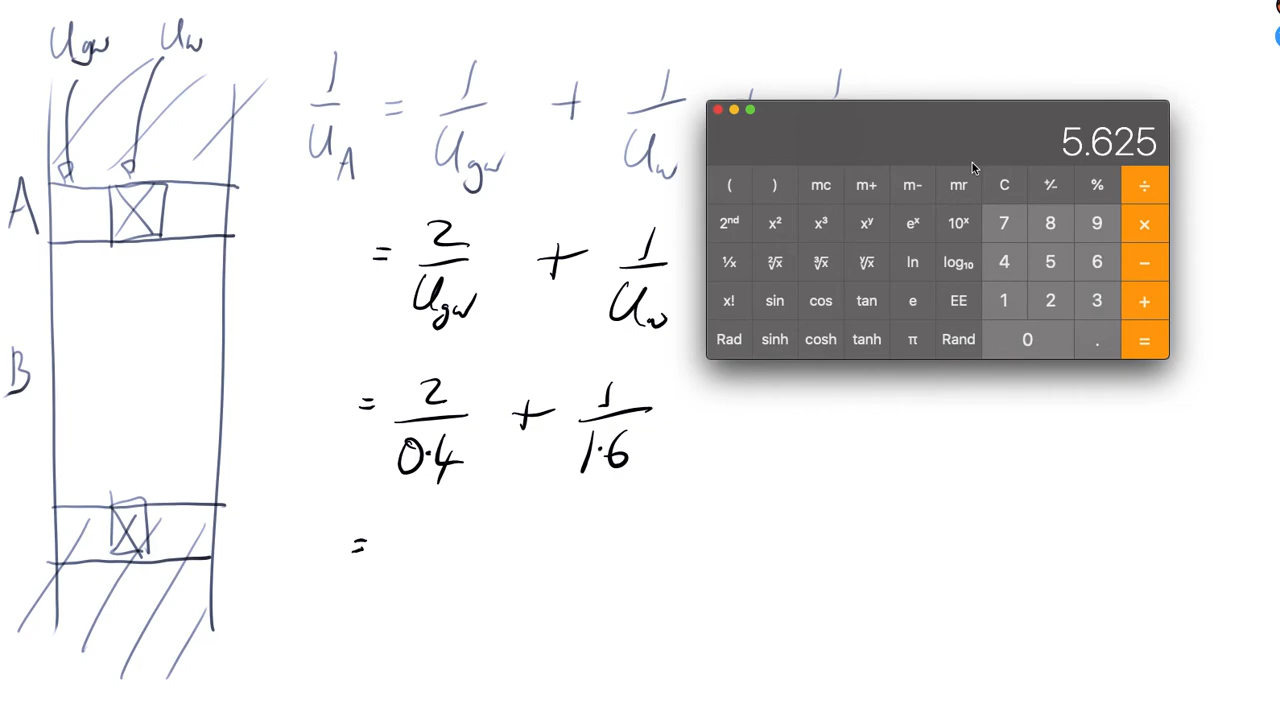 Ugw Uw
1/UA = 1/Ugw + 1/Uw
A
= 2/Ugw + 1/Uw
B
= 2/0.4 + 1/1.6
=
5.625
( ) mc m+ m- mr C +/- % ÷
2nd x² x³ xʸ eˣ 10ˣ 7 8 9 ×
1/x ²√x ³√x ʸ√x ln log₁₀ 4 5 6 −
x! sin cos tan e EE 1 2 3 +
Rad sinh cosh tanh π Rand 0 . =